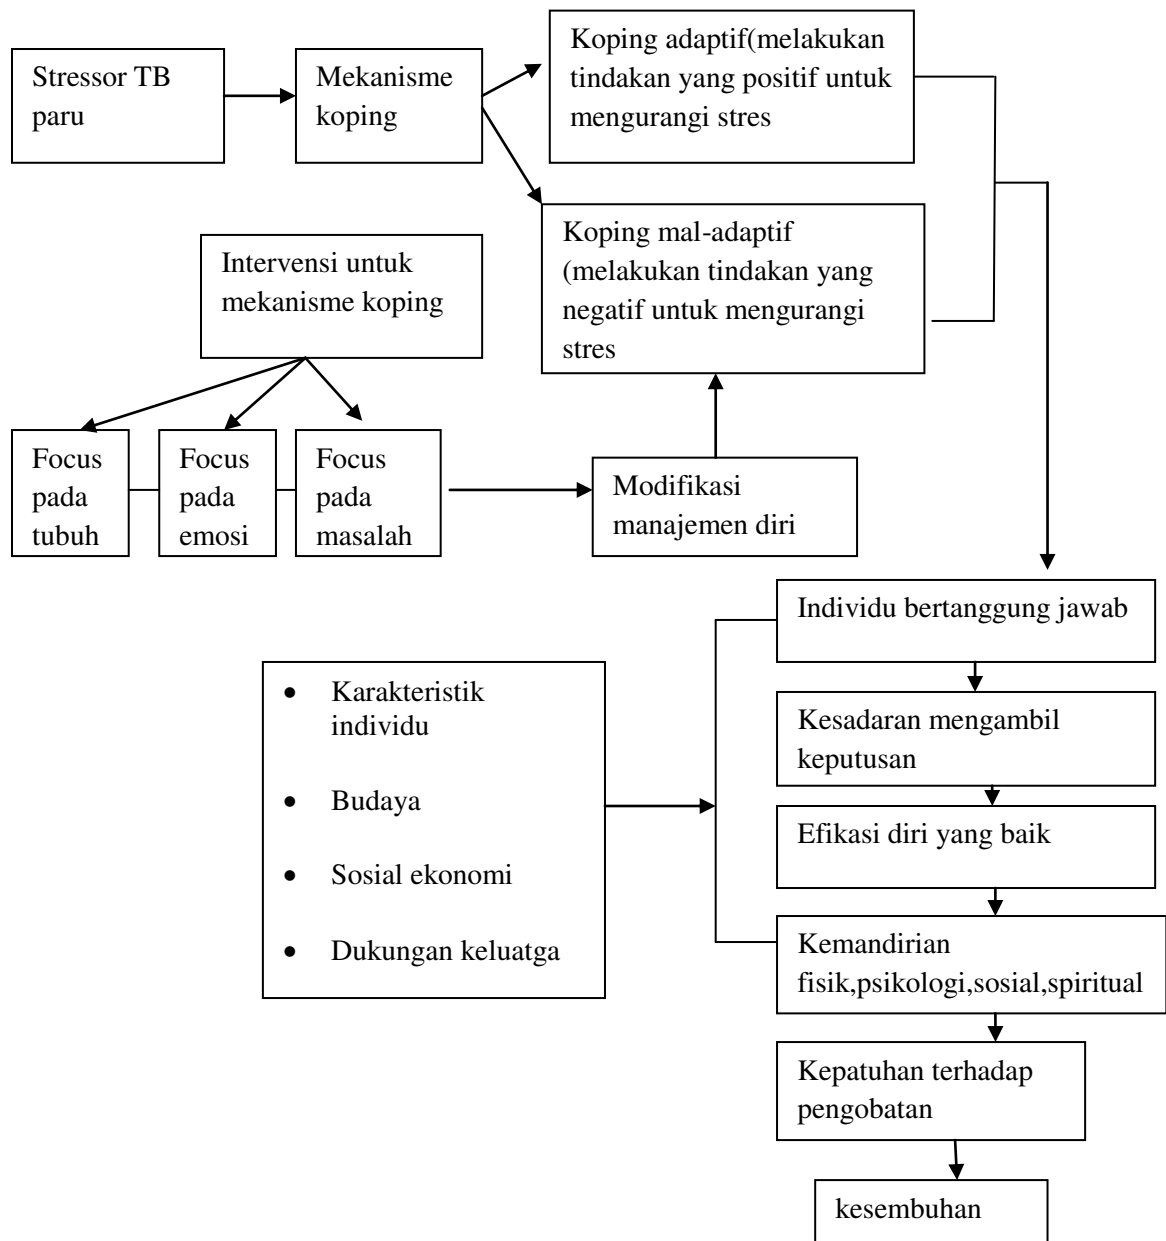 Stressor TB
paru
Mekanisme
koping
Koping adaptif(melakukan
tindakan yang positif untuk
mengurangi stres
Koping mal-adaptif
(melakukan tindakan yang
negatif untuk mengurangi
stres
Intervensi untuk
mekanisme koping
Focus
pada
tubuh
Focus
pada
emosi
Focus
pada
masalah
Modifikasi
manajemen diri
Individu bertanggung jawab
Kesadaran mengambil
keputusan
Efikasi diri yang baik
Kemandirian
fisik,psikologi,sosial,spiritual
• Karakteristik
individu
• Budaya
• Sosial ekonomi
• Dukungan keluatga
Kepatuhan terhadap
pengobatan
kesembuhan